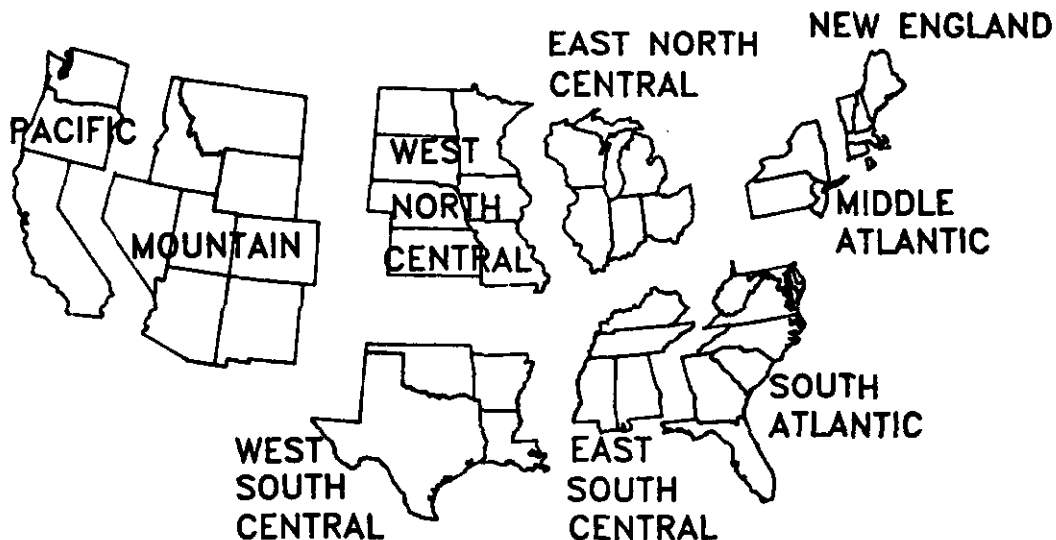 NEW ENGLAND
EAST NORTH
CENTRAL
PACIFIC
WEST
NORTH
CENTRAL
MOUNTAIN
MIDDLE
ATLANTIC
SOUTH
ATLANTIC
WEST
SOUTH
CENTRAL
EAST
SOUTH
CENTRAL